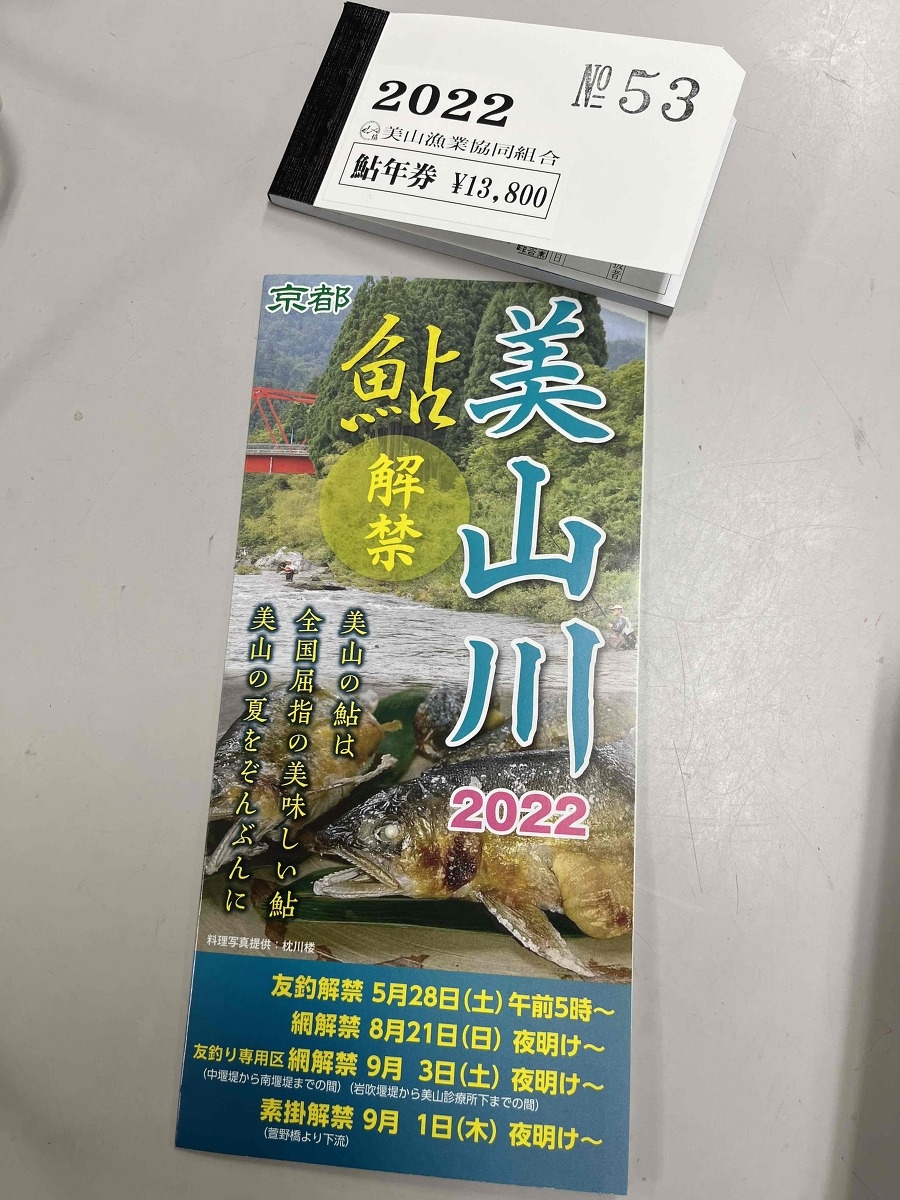 №53
2022
美山漁業協同組合
鮎年券 ¥13,800
京都
美山川
鮎
解禁
2022
美山の鮎は
全国屈指の美味しい鮎
美山の夏をぞんぶんに
料理写真提供：枕川楼
友釣解禁 5月28日(土)午前5時～
網解禁 8月21日(日) 夜明け～
友釣り専用区 網解禁 9月 3日(土) 夜明け～
(中堰堤から南堰堤までの間)(岩吹堰堤から美山診療所下までの間)
素掛解禁 9月 1日(木) 夜明け～
(萱野橋より下流)